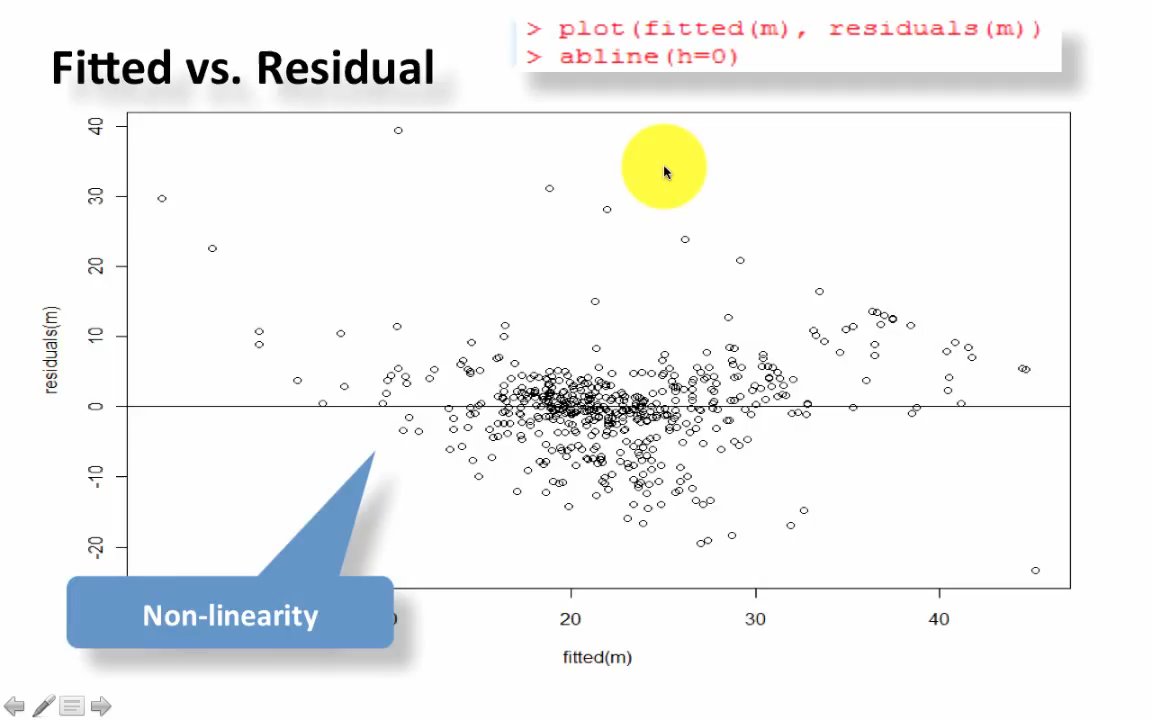 > plot(fitted(m), residuals(m))
> abline(h=0)
Fitted vs. Residual
40
30
20
10
0
-10
-20
residuals(m)
Non-linearity
0
20
30
40
fitted(m)